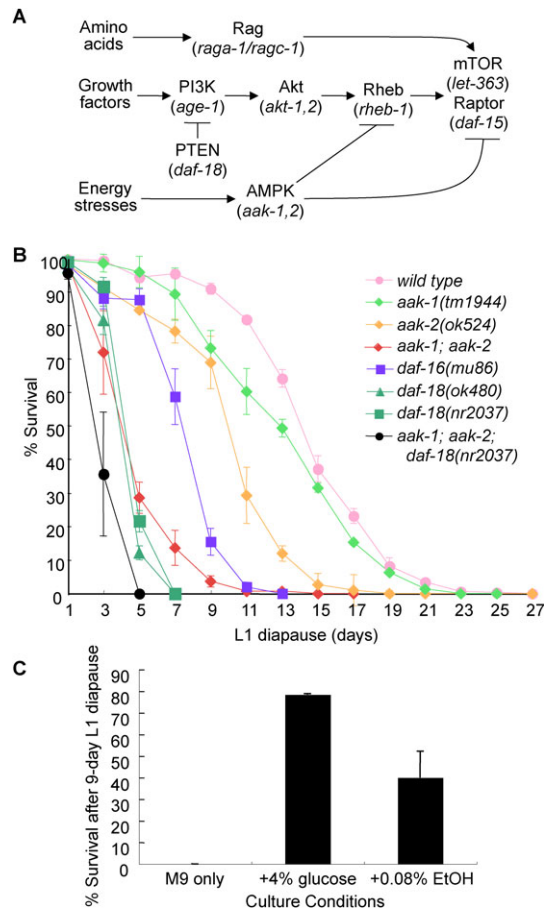 A
Amino acids
Rag
(raga-1/ragc-1)
mTOR
(let-363)
Raptor
(daf-15)
Growth factors
PI3K
(age-1)
Akt
(akt-1,2)
Rheb
(rheb-1)
PTEN
(daf-18)
Energy stresses
AMPK
(aak-1,2)
B
% Survival
100
90
80
70
60
50
40
30
20
10
0
1 3 5 7 9 11 13 15 17 19 21 23 25 27
L1 diapause (days)
wild type
aak-1(tm1944)
aak-2(ok524)
aak-1; aak-2
daf-16(mu86)
daf-18(ok480)
daf-18(nr2037)
aak-1; aak-2;
daf-18(nr2037)
C
% Survival after 9-day L1 diapause
90
80
70
60
50
40
30
20
10
0
M9 only +4% glucose +0.08% EtOH
Culture Conditions